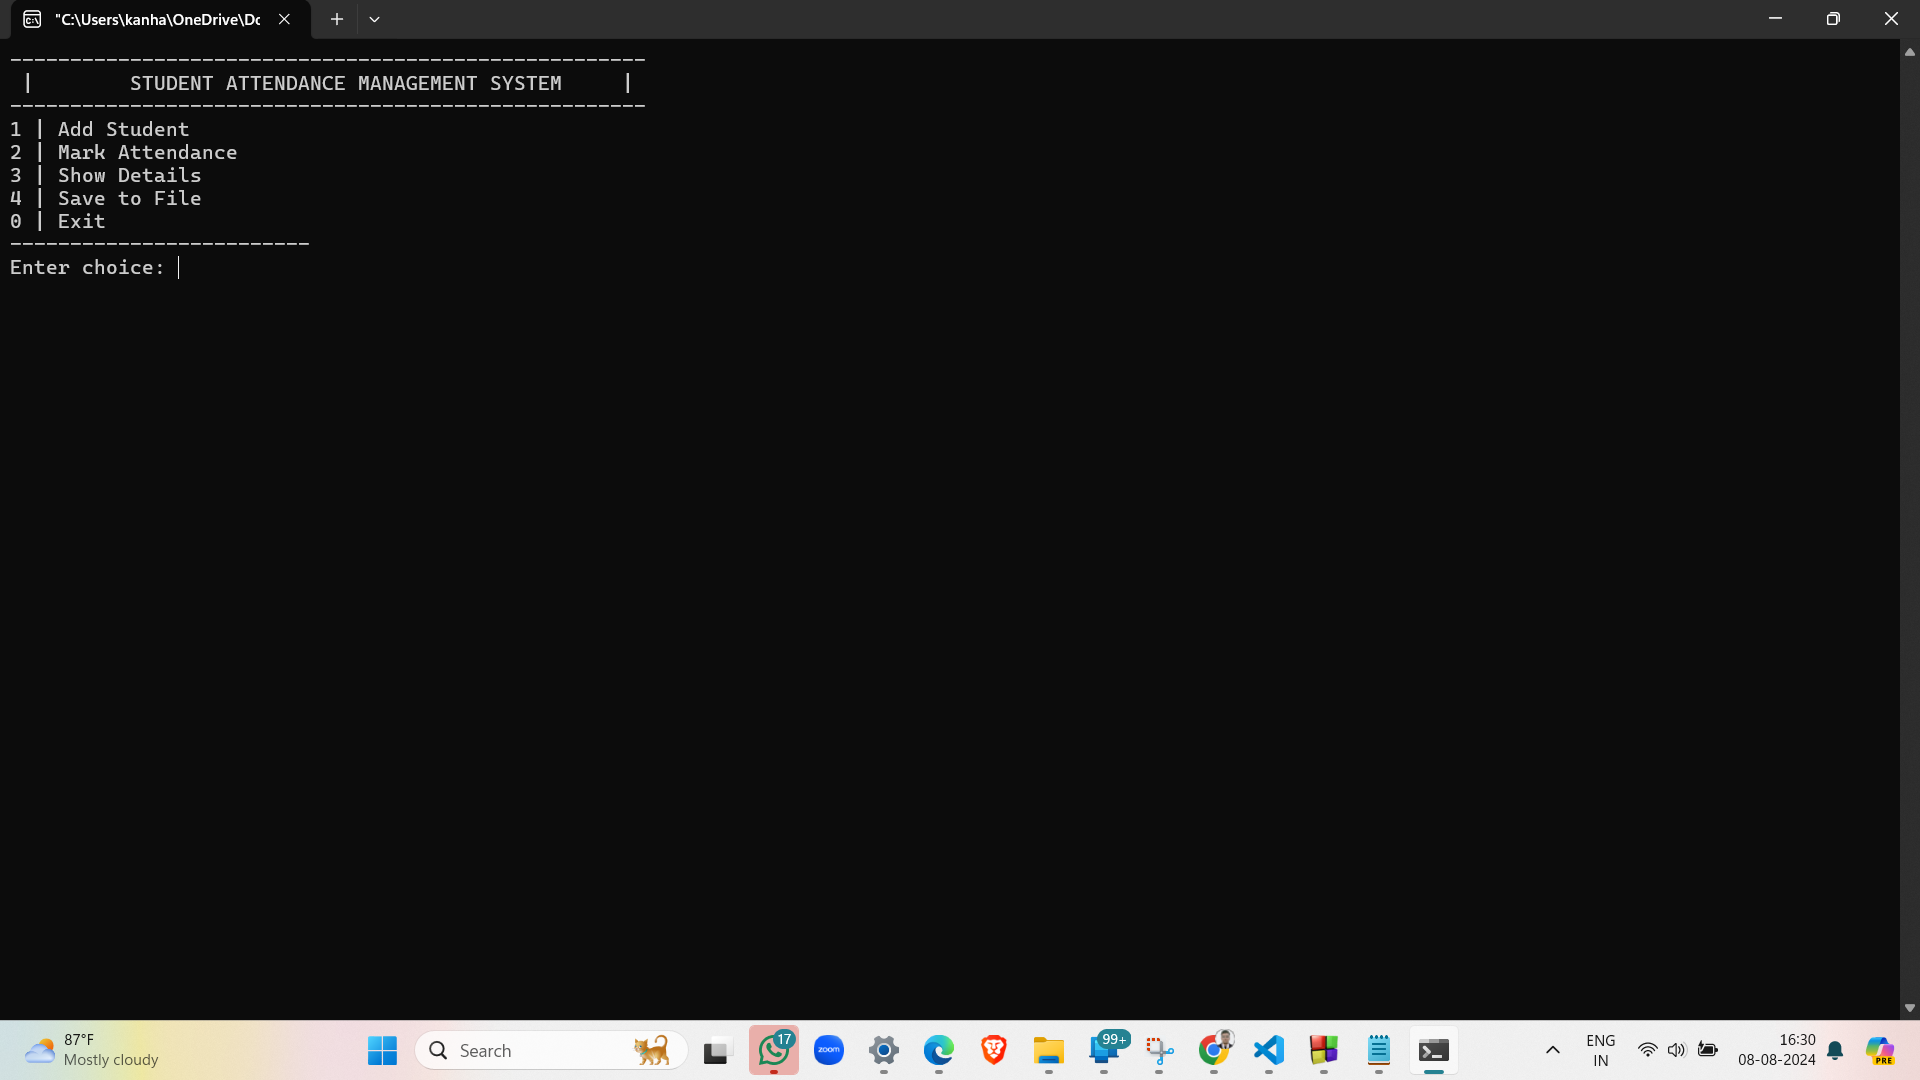 "C:\Users\kanha\OneDrive\Dc
--------------------------------------------------
| STUDENT ATTENDANCE MANAGEMENT SYSTEM |
-----------------------------------------------------
1 | Add Student
2 | Mark Attendance
3 | Show Details
4 | Save to File
0 | Exit
-------------------------
Enter choice:
87°F
Mostly cloudy
Search
17
zoom
99+
ENG
IN
16:30
08-08-2024
PRE